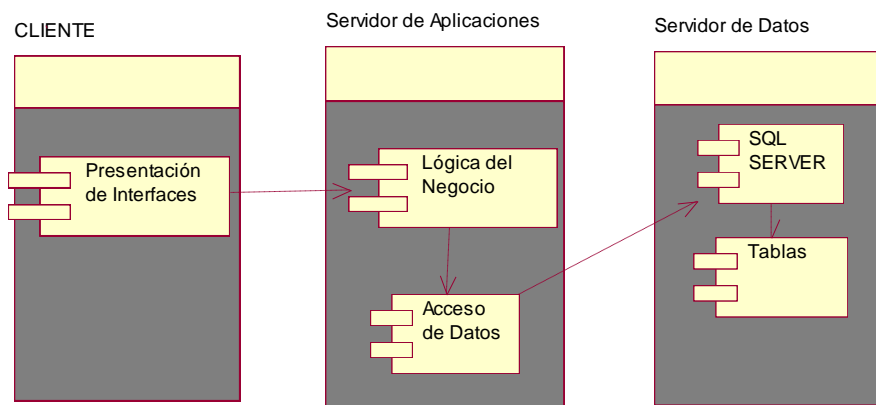 CLIENTE
Servidor de Aplicaciones
Servidor de Datos
Presentación
de Interfaces
Lógica del
Negocio
Acceso
de Datos
SQL
SERVER
Tablas